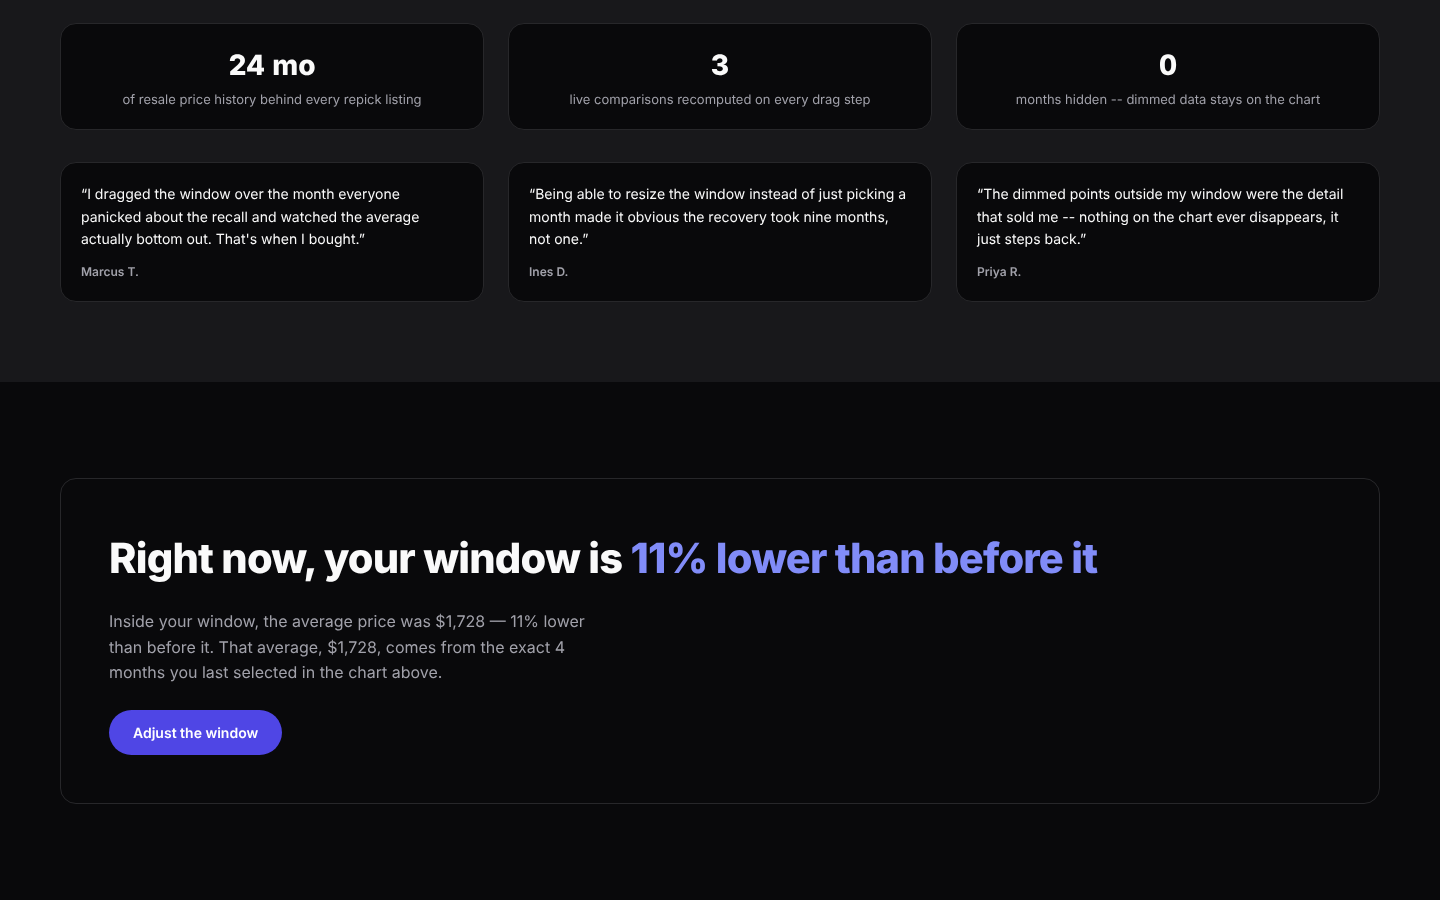 24 mo
of resale price history behind every repick listing
3
live comparisons recomputed on every drag step
0
months hidden -- dimmed data stays on the chart
“I dragged the window over the month everyone
panicked about the recall and watched the average
actually bottom out. That's when I bought.”
Marcus T.
“Being able to resize the window instead of just picking a
month made it obvious the recovery took nine months,
not one.”
Ines D.
“The dimmed points outside my window were the detail
that sold me -- nothing on the chart ever disappears, it
just steps back.”
Priya R.
Right now, your window is 11% lower than before it
Inside your window, the average price was $1,728 — 11% lower
than before it. That average, $1,728, comes from the exact 4
months you last selected in the chart above.
Adjust the window